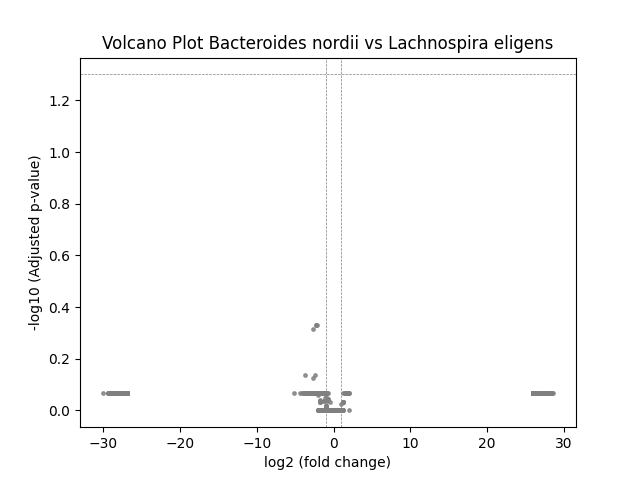 Volcano Plot Bacteroides nordii vs Lachnospira eligens
-log10 (Adjusted p-value)
1.2
1.0
0.8
0.6
0.4
0.2
0.0
−30 −20 −10 0 10 20 30
log2 (fold change)